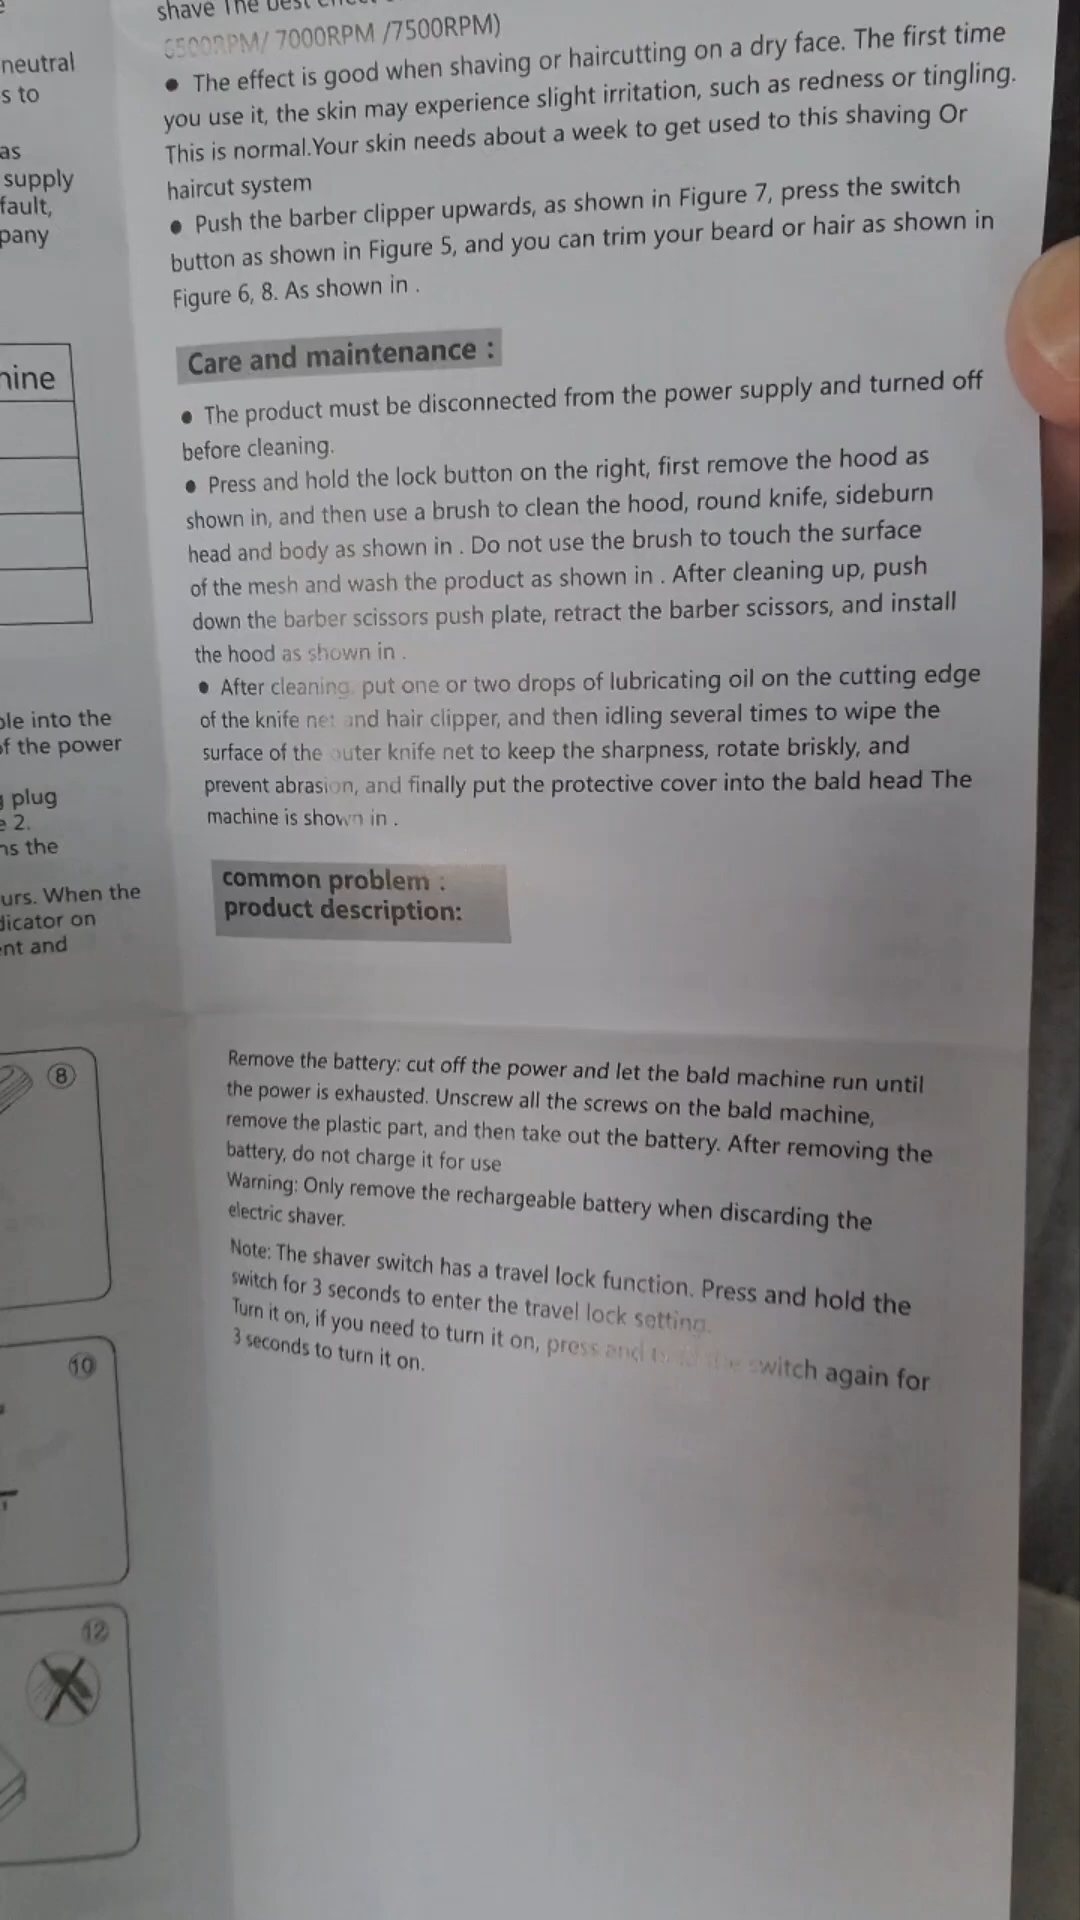 neutral
s to
as
supply
fault,
pany
nine
ole into the
of the power
g plug
e 2.
ns the
urs. When the
dicator on
ent and
8
10
12
shave The best effect
6500RPM/ 7000RPM /7500RPM)
● The effect is good when shaving or haircutting on a dry face. The first time
you use it, the skin may experience slight irritation, such as redness or tingling.
This is normal.Your skin needs about a week to get used to this shaving Or
haircut system
● Push the barber clipper upwards, as shown in Figure 7, press the switch
button as shown in Figure 5, and you can trim your beard or hair as shown in
Figure 6, 8. As shown in .
Care and maintenance :
● The product must be disconnected from the power supply and turned off
before cleaning.
● Press and hold the lock button on the right, first remove the hood as
shown in, and then use a brush to clean the hood, round knife, sideburn
head and body as shown in . Do not use the brush to touch the surface
of the mesh and wash the product as shown in . After cleaning up, push
down the barber scissors push plate, retract the barber scissors, and install
the hood as shown in .
● After cleaning, put one or two drops of lubricating oil on the cutting edge
of the knife net and hair clipper, and then idling several times to wipe the
surface of the outer knife net to keep the sharpness, rotate briskly, and
prevent abrasion, and finally put the protective cover into the bald head The
machine is shown in .
common problem :
product description:
Remove the battery: cut off the power and let the bald machine run until
the power is exhausted. Unscrew all the screws on the bald machine,
remove the plastic part, and then take out the battery. After removing the
battery, do not charge it for use
Warning: Only remove the rechargeable battery when discarding the
electric shaver.
Note: The shaver switch has a travel lock function. Press and hold the
switch for 3 seconds to enter the travel lock setting.
Turn it on, if you need to turn it on, press and hold the switch again for
3 seconds to turn it on.